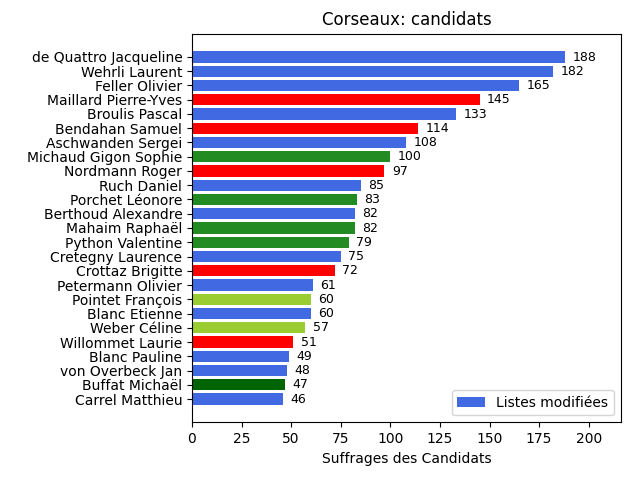 Corseaux: candidats
de Quattro Jacqueline 188
Wehrli Laurent 182
Feller Olivier 165
Maillard Pierre-Yves 145
Broulis Pascal 133
Bendahan Samuel 114
Aschwanden Sergei 108
Michaud Gigon Sophie 100
Nordmann Roger 97
Ruch Daniel 85
Porchet Léonore 83
Berthoud Alexandre 82
Mahaim Raphaël 82
Python Valentine 79
Cretegny Laurence 75
Crottaz Brigitte 72
Petermann Olivier 61
Pointet François 60
Blanc Etienne 60
Weber Céline 57
Willommet Laurie 51
Blanc Pauline 49
von Overbeck Jan 48
Buffat Michaël 47
Carrel Matthieu 46
Listes modifiées
0 25 50 75 100 125 150 175 200
Suffrages des Candidats